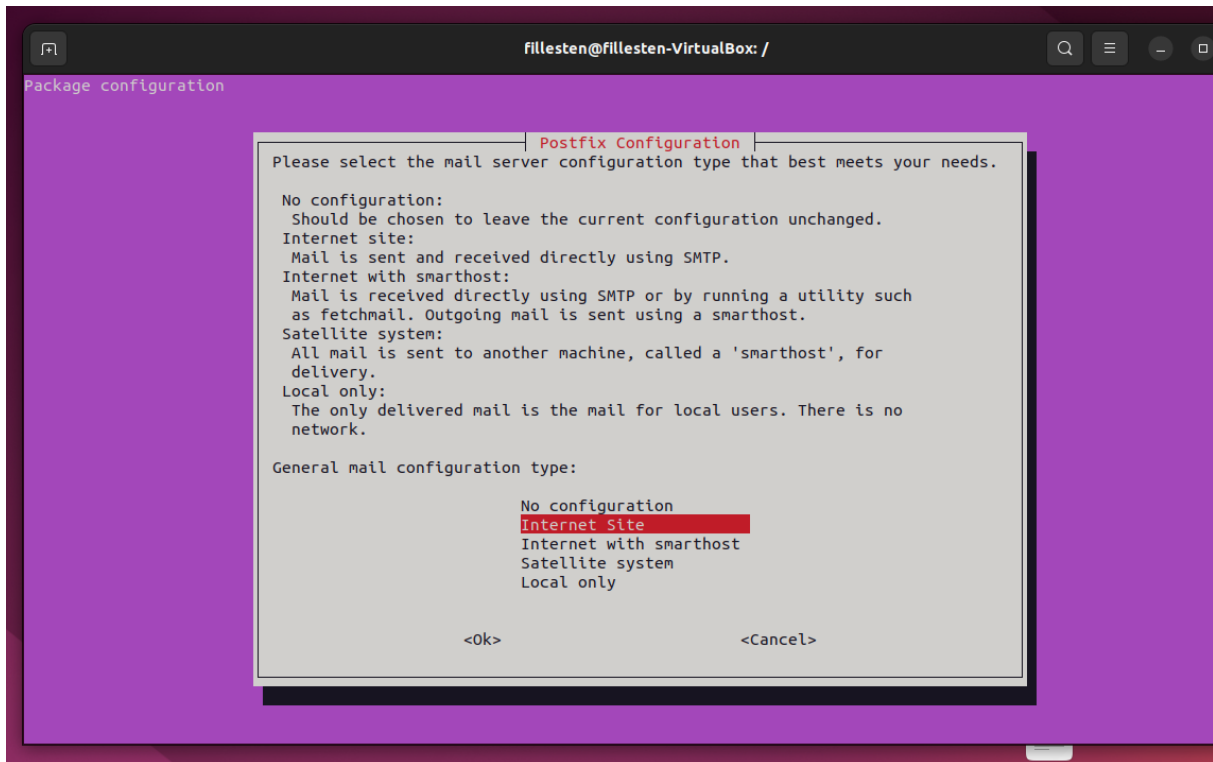 fillesten@fillesten-VirtualBox: /
Package configuration
Postfix Configuration
Please select the mail server configuration type that best meets your needs.
No configuration:
Should be chosen to leave the current configuration unchanged.
Internet site:
Mail is sent and received directly using SMTP.
Internet with smarthost:
Mail is received directly using SMTP or by running a utility such
as fetchmail. Outgoing mail is sent using a smarthost.
Satellite system:
All mail is sent to another machine, called a 'smarthost', for
delivery.
Local only:
The only delivered mail is the mail for local users. There is no
network.
General mail configuration type:
No configuration
Internet Site
Internet with smarthost
Satellite system
Local only
<Ok> <Cancel>